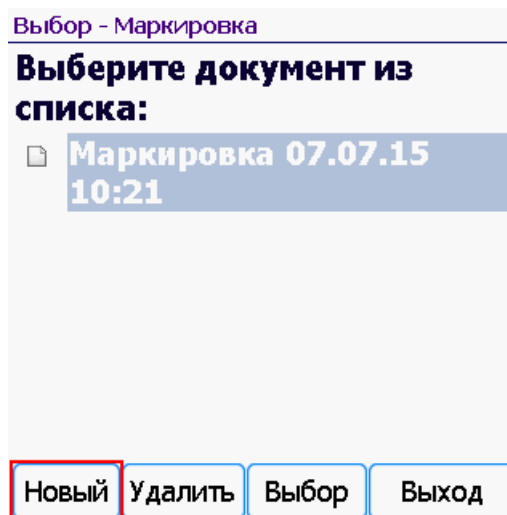 Выбор - Маркировка
Выберите документ из
списка:
Маркировка 07.07.15
10:21
Новый Удалить Выбор Выход